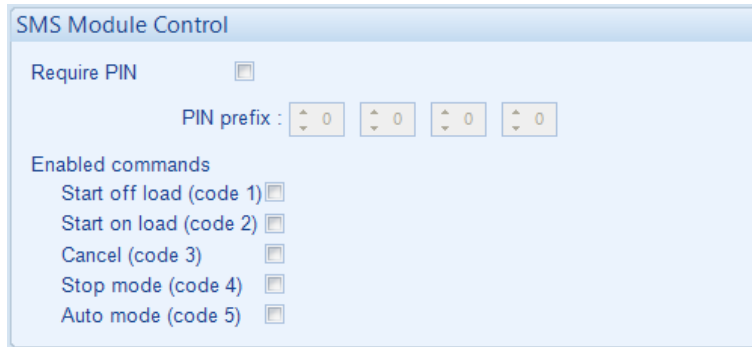 SMS Module Control
Require PIN
PIN prefix : 0 0 0 0
Enabled commands
Start off load (code 1)
Start on load (code 2)
Cancel (code 3)
Stop mode (code 4)
Auto mode (code 5)